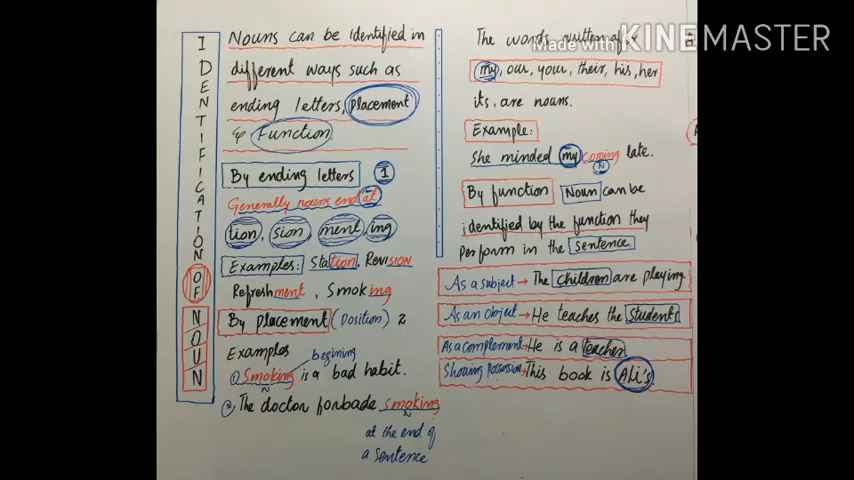 IDENTIFICATION OF NOUN
Nouns can be identified in
different ways such as
ending letters, placement
& Function.
By ending letters 1
Generally nouns end at
tion, sion, ment, ing
Examples: Station, Revision
Refreshment, Smoking
By placement (Position) 2
Examples
begining
① Smoking is a bad habit.
N
② The doctor forbade smoking
N
at the end of
a sentence
The words written
Made with KINEMASTER
my, our, your, their, his, her
its, are nouns.
Example:
She minded my coming late.
N
By function Noun can be
identified by the function they
perform in the sentence
As a subject → The children are playing.
As an object → He teaches the students
As a complement → He is a teacher
Showing possession → This book is Ali's